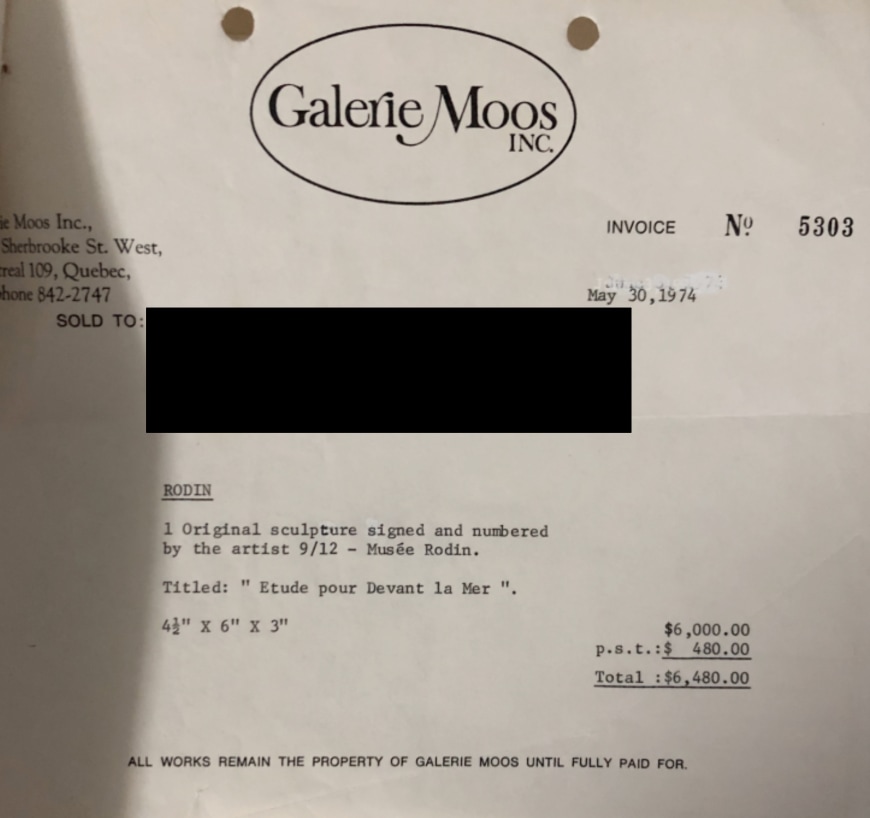 Galerie Moos
INC.
ie Moos Inc.,
Sherbrooke St. West,
real 109, Quebec,
hone 842-2747
INVOICE Nº 5303
May 30,1974
SOLD TO:
RODIN
1 Original sculpture signed and numbered
by the artist 9/12 - Musée Rodin.
Titled: " Etude pour Devant la Mer ".
4½" X 6" X 3"
$6,000.00
p.s.t.:$ 480.00
Total :$6,480.00
ALL WORKS REMAIN THE PROPERTY OF GALERIE MOOS UNTIL FULLY PAID FOR.